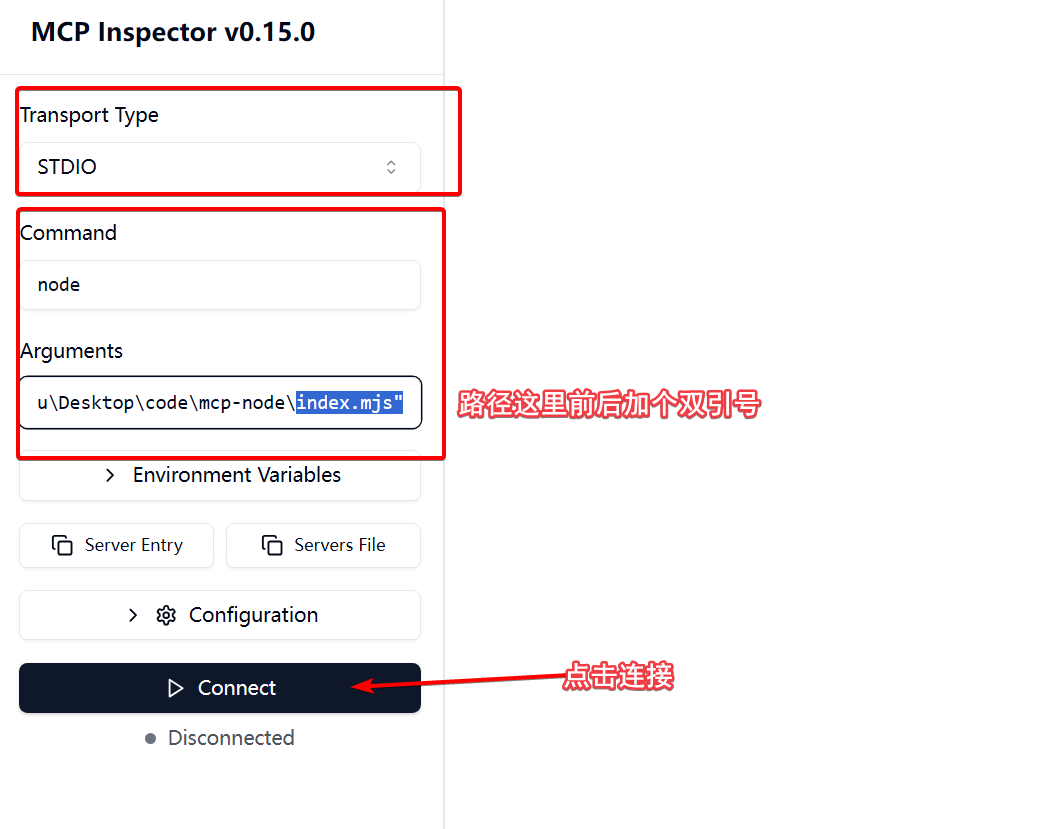 MCP Inspector v0.15.0
Transport Type
STDIO
Command
node
Arguments
u\Desktop\code\mcp-node\index.mjs"
路径这里前后加个双引号
Environment Variables
Server Entry
Servers File
Configuration
Connect
点击连接
Disconnected